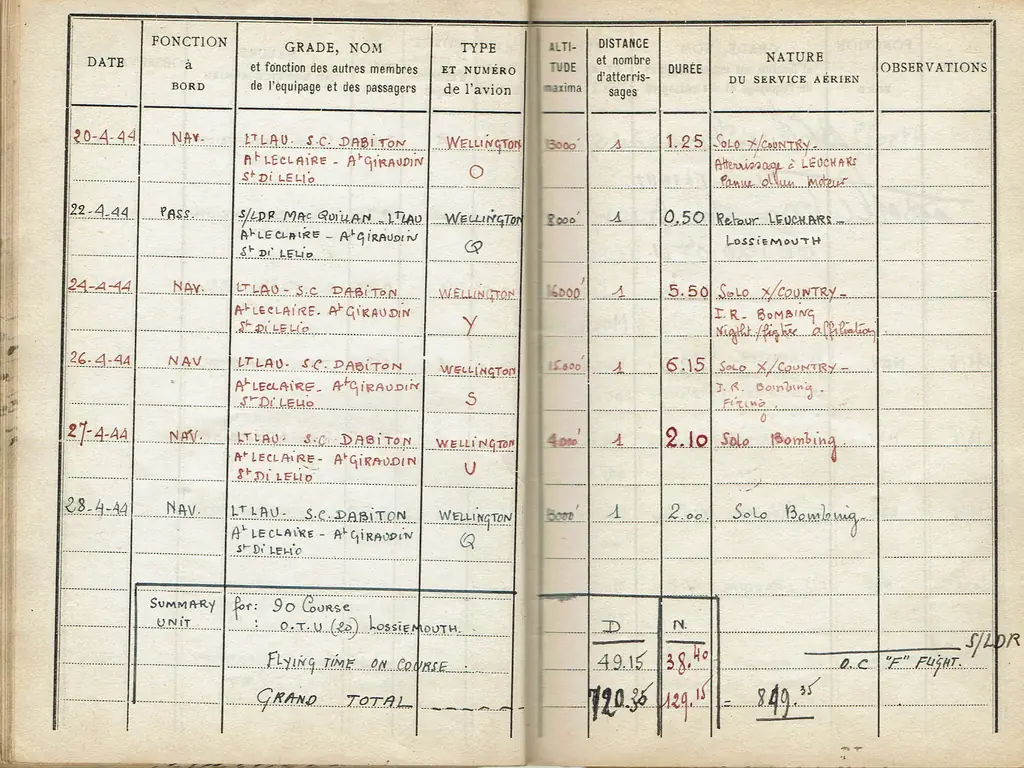 DATE
FONCTION
à
BORD
GRADE, NOM
et fonction des autres membres
de l'équipage et des passagers
TYPE
ET NUMÉRO
de l'avion
ALTI-
TUDE
maxima
DISTANCE
et nombre
d'atterris-
sages
DURÉE
NATURE
DU SERVICE AÉRIEN
OBSERVATIONS
20-4-44 NAV. LT LAU. S.C. DABITON WELLINGTON 13000' 1 1.25 SOLO X/COUNTRY-
At LECLAIRE - At GIRAUDIN O Atterrissage à LEUCHARS
St DI LELIO Panne d'un moteur
22-4-44 PASS. S/LDR MAC QUILLAN _ LT LAU WELLINGTON 8000' 1 0.50 Retour LEUCHARS-
At LECLAIRE - At GIRAUDIN Q LOSSIEMOUTH
St DI LELIO
24-4-44 NAV. LT LAU - S.C DABITON WELLINGTON 16000' 1 5.50 SOLO X/COUNTRY-
At LECLAIRE. At GIRAUDIN Y I.R. BOMBING
St DI LELIO Night/figter affiliation
26-4-44 NAV LT LAU. S.C. DABITON WELLINGTON 15.000' 1 6.15 SOLO X/COUNTRY-
At LECLAIRE. At GIRAUDIN S I.R. Bombing.
St DI LELIO Firing
27-4-44 NAV. LT LAU. S.C DABITON WELLINGTON 4000' 1 2.10 Solo Bombing
At LECLAIRE- At GIRAUDIN U
St DI LELIO
28-4-44 NAV. LT LAU. S.C. DABITON WELLINGTON 1 2.00. Solo Bombing-
At LECLAIRE - At GIRAUDIN Q
St DI LELIO
SUMMARY for: 90 COURSE
UNIT : O.T.U (20) LOSSIEMOUTH. D N.
FLYING TIME ON COURSE : 49.15 38.40
GRAND TOTAL 720.35 129.15 = 849.35
S/LDR
O.C "F" FLIGHT.